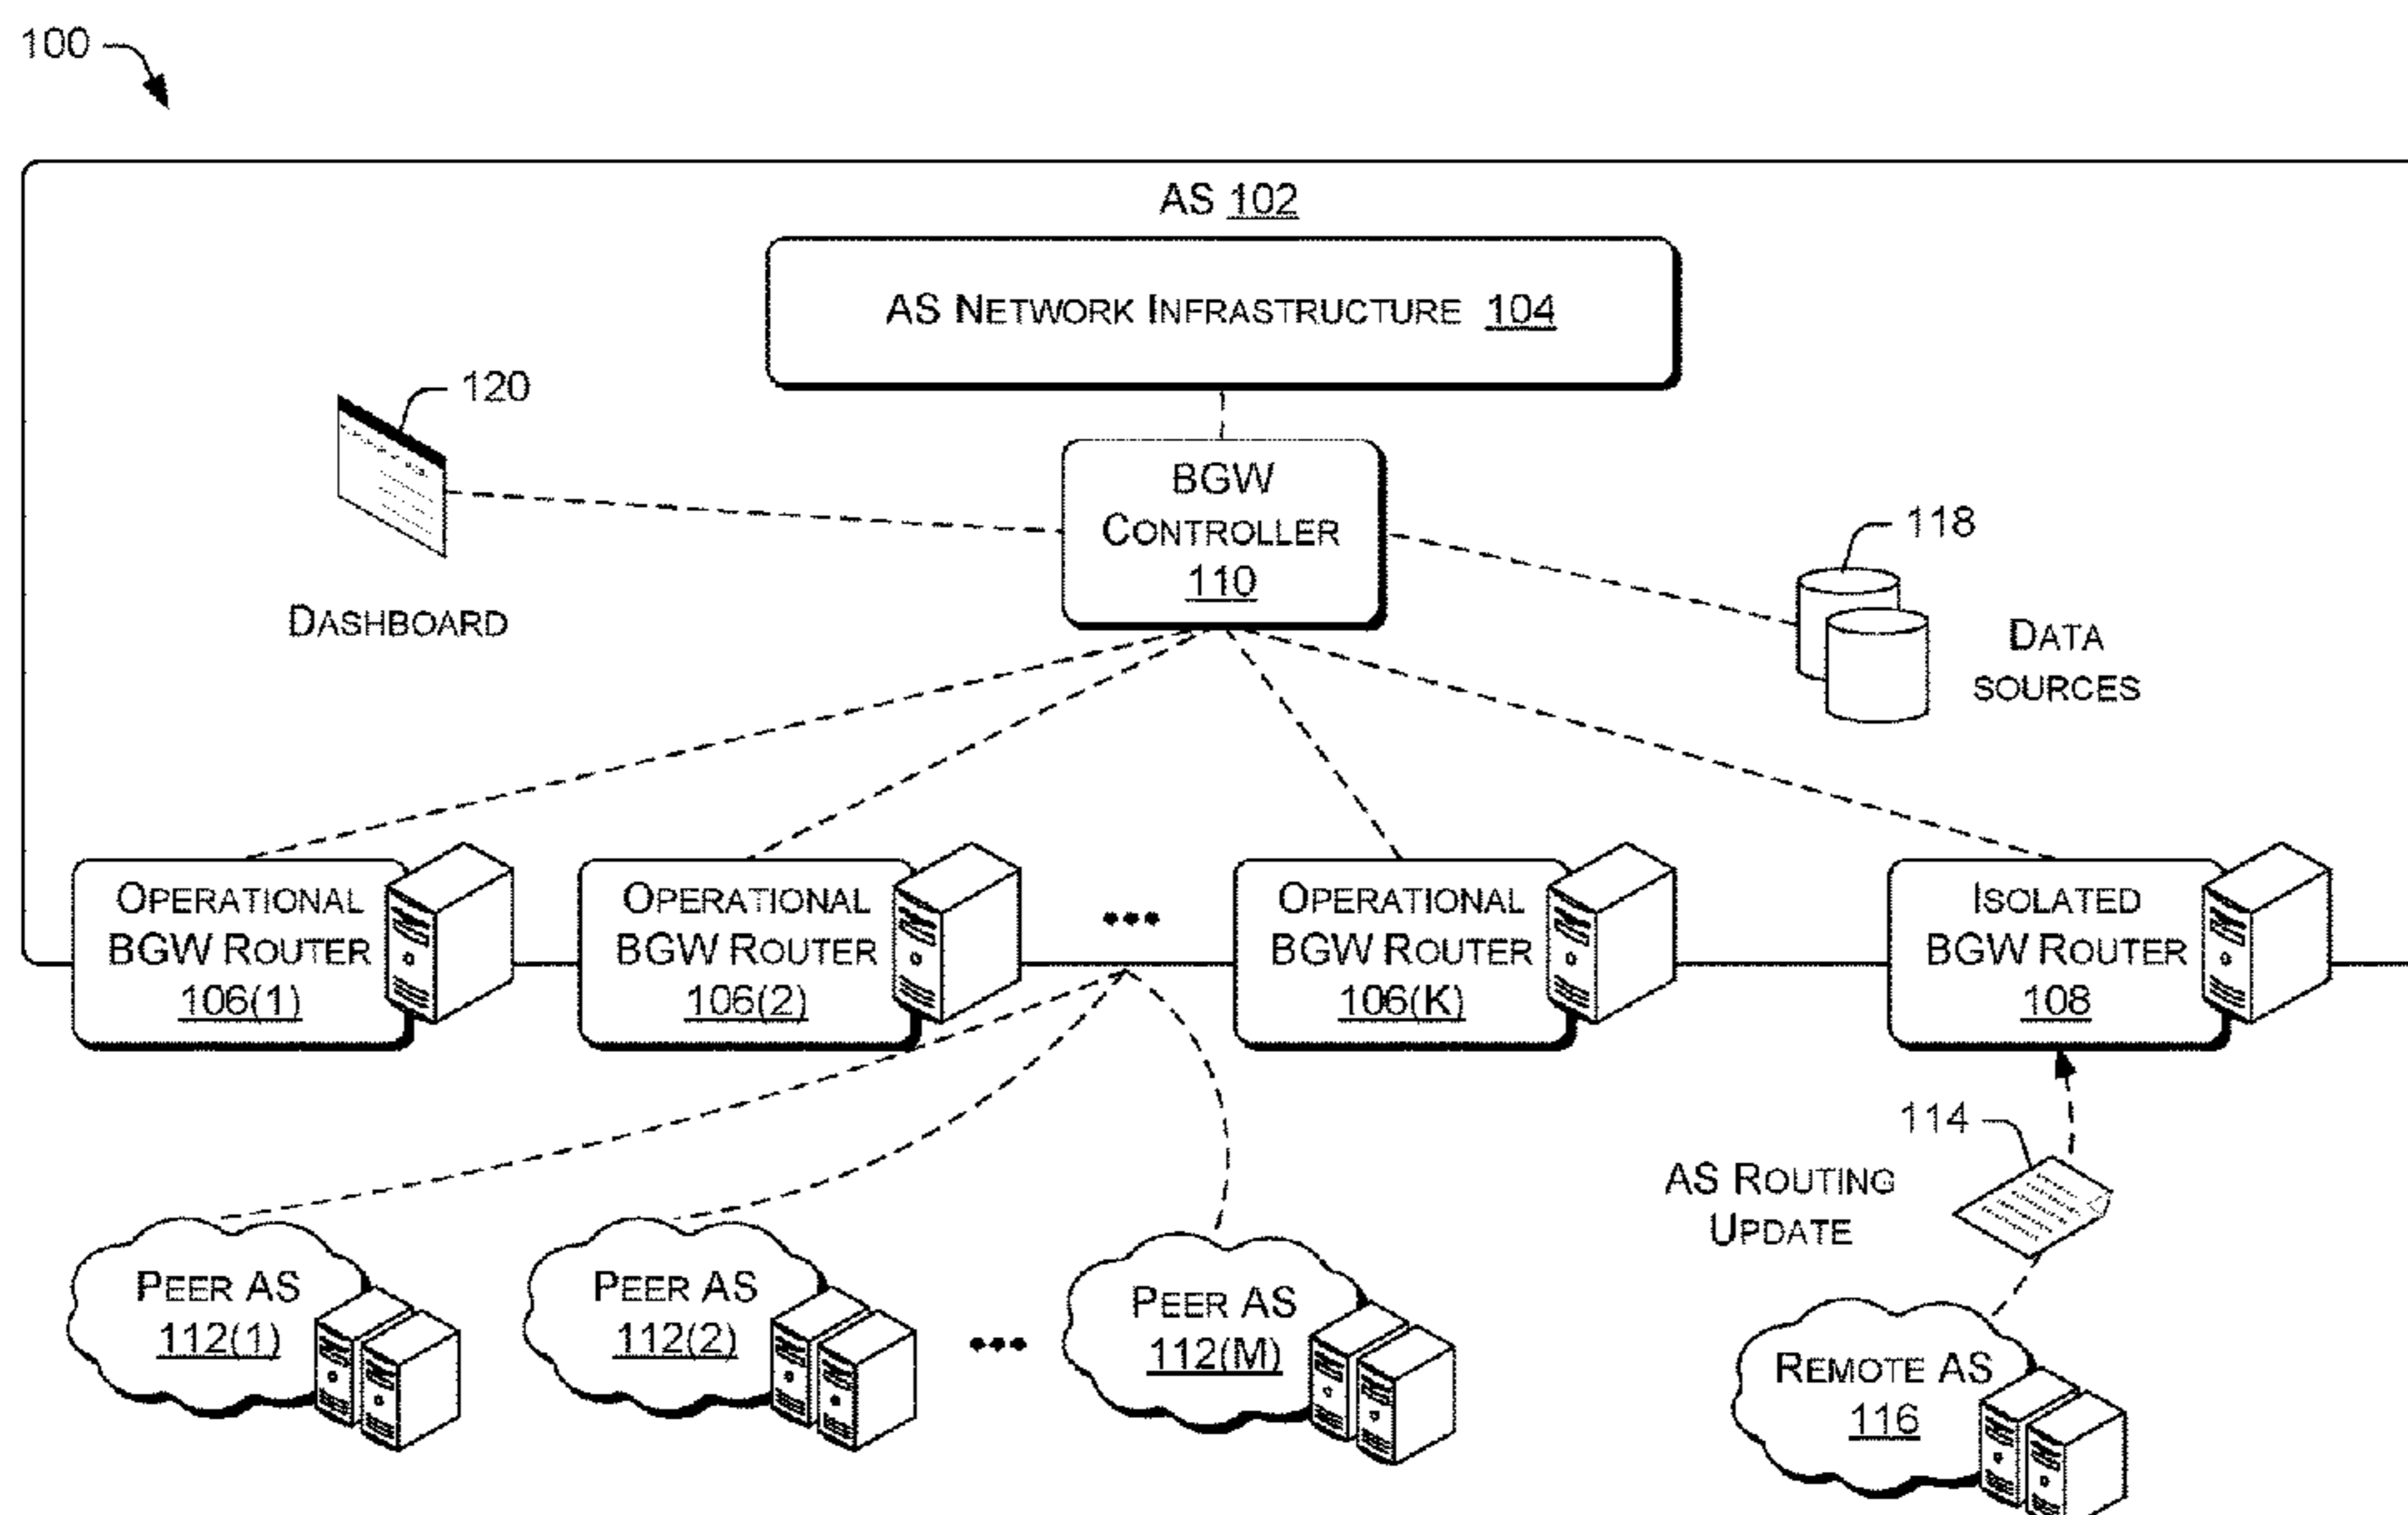 100
AS 102
AS NETWORK INFRASTRUCTURE 104
120
BGW
CONTROLLER
110
118
DASHBOARD
DATA
SOURCES
OPERATIONAL
BGW ROUTER
106(1)
OPERATIONAL
BGW ROUTER
106(2)
•••
OPERATIONAL
BGW ROUTER
106(K)
ISOLATED
BGW ROUTER
108
114
AS ROUTING
UPDATE
PEER AS
112(1)
PEER AS
112(2)
•••
PEER AS
112(M)
REMOTE AS
116